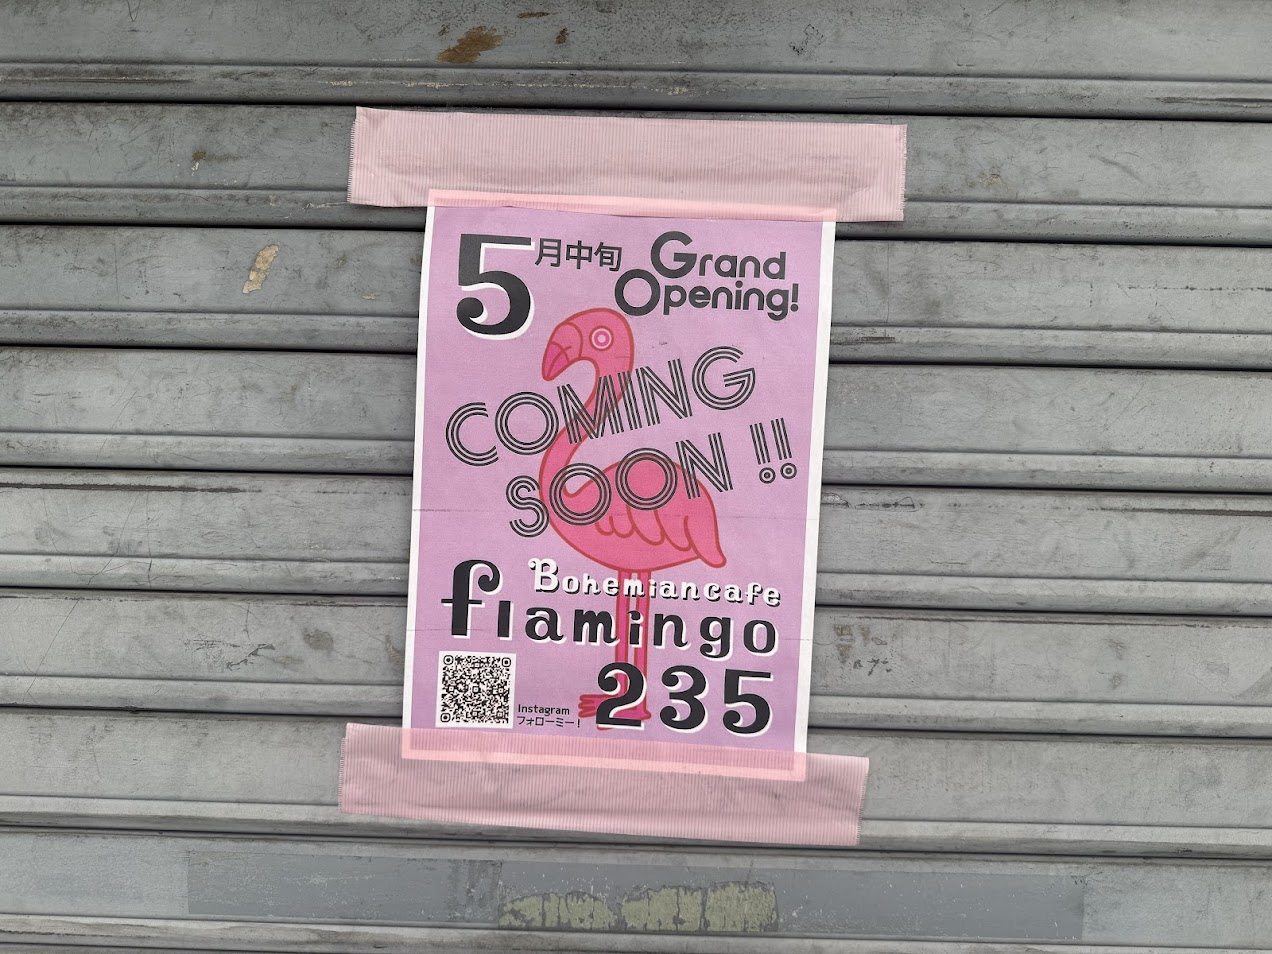 5月中旬
Grand
Opening!
COMING
SOON!!
Bohemiancafe
flamingo
235
Instagram
フォローミー!